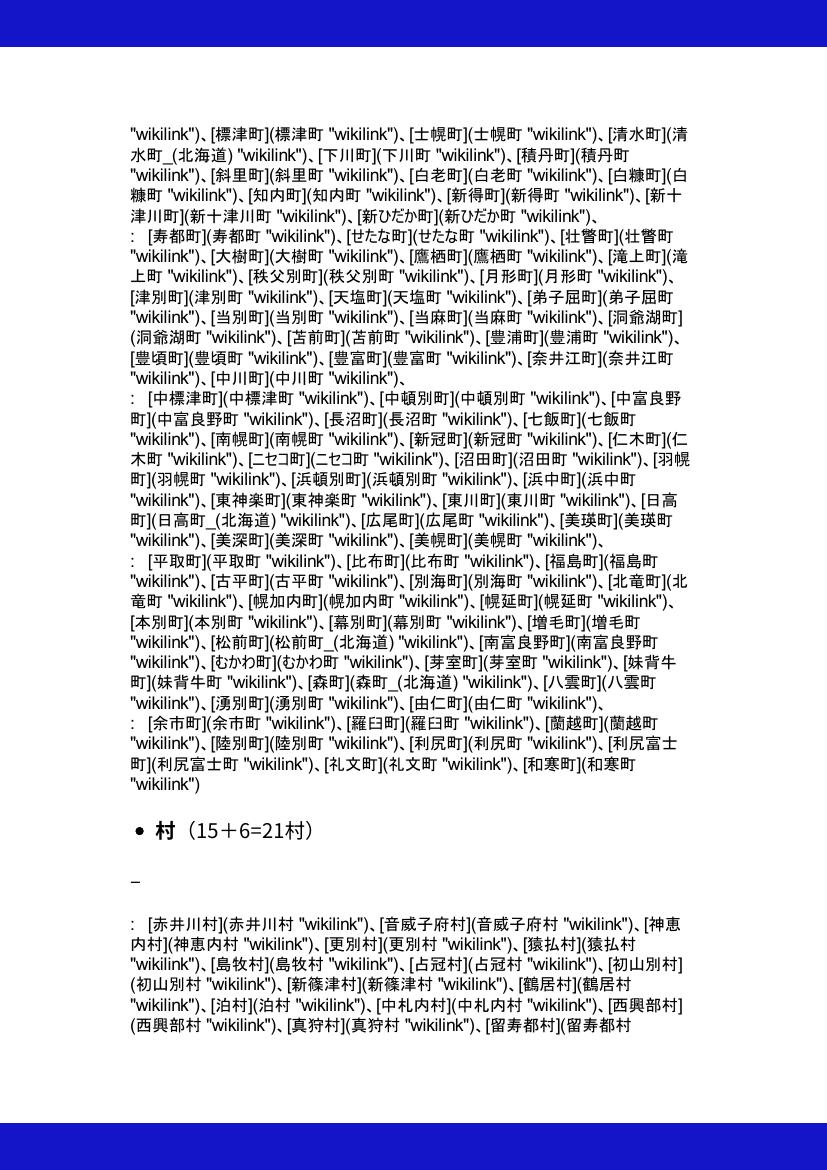 "wikilink")、[標津町](標津町 "wikilink")、[士幌町](士幌町 "wikilink")、[清水町](清
水町_(北海道) "wikilink")、[下川町](下川町 "wikilink")、[積丹町](積丹町
"wikilink")、[斜里町](斜里町 "wikilink")、[白老町](白老町 "wikilink")、[白糠町](白
糠町 "wikilink")、[知内町](知内町 "wikilink")、[新得町](新得町 "wikilink")、[新十
津川町](新十津川町 "wikilink")、[新ひだか町](新ひだか町 "wikilink")、
: [寿都町](寿都町 "wikilink")、[せたな町](せたな町 "wikilink")、[壮瞥町](壮瞥町
"wikilink")、[大樹町](大樹町 "wikilink")、[鷹栖町](鷹栖町 "wikilink")、[滝上町](滝
上町 "wikilink")、[秩父別町](秩父別町 "wikilink")、[月形町](月形町 "wikilink")、
[津別町](津別町 "wikilink")、[天塩町](天塩町 "wikilink")、[弟子屈町](弟子屈町
"wikilink")、[当別町](当別町 "wikilink")、[当麻町](当麻町 "wikilink")、[洞爺湖町]
(洞爺湖町 "wikilink")、[苫前町](苫前町 "wikilink")、[豊浦町](豊浦町 "wikilink")、
[豊頃町](豊頃町 "wikilink")、[豊富町](豊富町 "wikilink")、[奈井江町](奈井江町
"wikilink")、[中川町](中川町 "wikilink")、
: [中標津町](中標津町 "wikilink")、[中頓別町](中頓別町 "wikilink")、[中富良野
町](中富良野町 "wikilink")、[長沼町](長沼町 "wikilink")、[七飯町](七飯町
"wikilink")、[南幌町](南幌町 "wikilink")、[新冠町](新冠町 "wikilink")、[仁木町](仁
木町 "wikilink")、[ニセコ町](ニセコ町 "wikilink")、[沼田町](沼田町 "wikilink")、[羽幌
町](羽幌町 "wikilink")、[浜頓別町](浜頓別町 "wikilink")、[浜中町](浜中町
"wikilink")、[東神楽町](東神楽町 "wikilink")、[東川町](東川町 "wikilink")、[日高
町](日高町_(北海道) "wikilink")、[広尾町](広尾町 "wikilink")、[美瑛町](美瑛町
"wikilink")、[美深町](美深町 "wikilink")、[美幌町](美幌町 "wikilink")、
: [平取町](平取町 "wikilink")、[比布町](比布町 "wikilink")、[福島町](福島町
"wikilink")、[古平町](古平町 "wikilink")、[別海町](別海町 "wikilink")、[北竜町](北
竜町 "wikilink")、[幌加内町](幌加内町 "wikilink")、[幌延町](幌延町 "wikilink")、
[本別町](本別町 "wikilink")、[幕別町](幕別町 "wikilink")、[増毛町](増毛町
"wikilink")、[松前町](松前町_(北海道) "wikilink")、[南富良野町](南富良野町
"wikilink")、[むかわ町](むかわ町 "wikilink")、[芽室町](芽室町 "wikilink")、[妹背牛
町](妹背牛町 "wikilink")、[森町](森町_(北海道) "wikilink")、[八雲町](八雲町
"wikilink")、[湧別町](湧別町 "wikilink")、[由仁町](由仁町 "wikilink")、
: [余市町](余市町 "wikilink")、[羅臼町](羅臼町 "wikilink")、[蘭越町](蘭越町
"wikilink")、[陸別町](陸別町 "wikilink")、[利尻町](利尻町 "wikilink")、[利尻富士
町](利尻富士町 "wikilink")、[礼文町](礼文町 "wikilink")、[和寒町](和寒町
"wikilink")
• 村（15＋6=21村）
–
: [赤井川村](赤井川村 "wikilink")、[音威子府村](音威子府村 "wikilink")、[神恵
内村](神恵内村 "wikilink")、[更別村](更別村 "wikilink")、[猿払村](猿払村
"wikilink")、[島牧村](島牧村 "wikilink")、[占冠村](占冠村 "wikilink")、[初山別村]
(初山別村 "wikilink")、[新篠津村](新篠津村 "wikilink")、[鶴居村](鶴居村
"wikilink")、[泊村](泊村 "wikilink")、[中札内村](中札内村 "wikilink")、[西興部村]
(西興部村 "wikilink")、[真狩村](真狩村 "wikilink")、[留寿都村](留寿都村